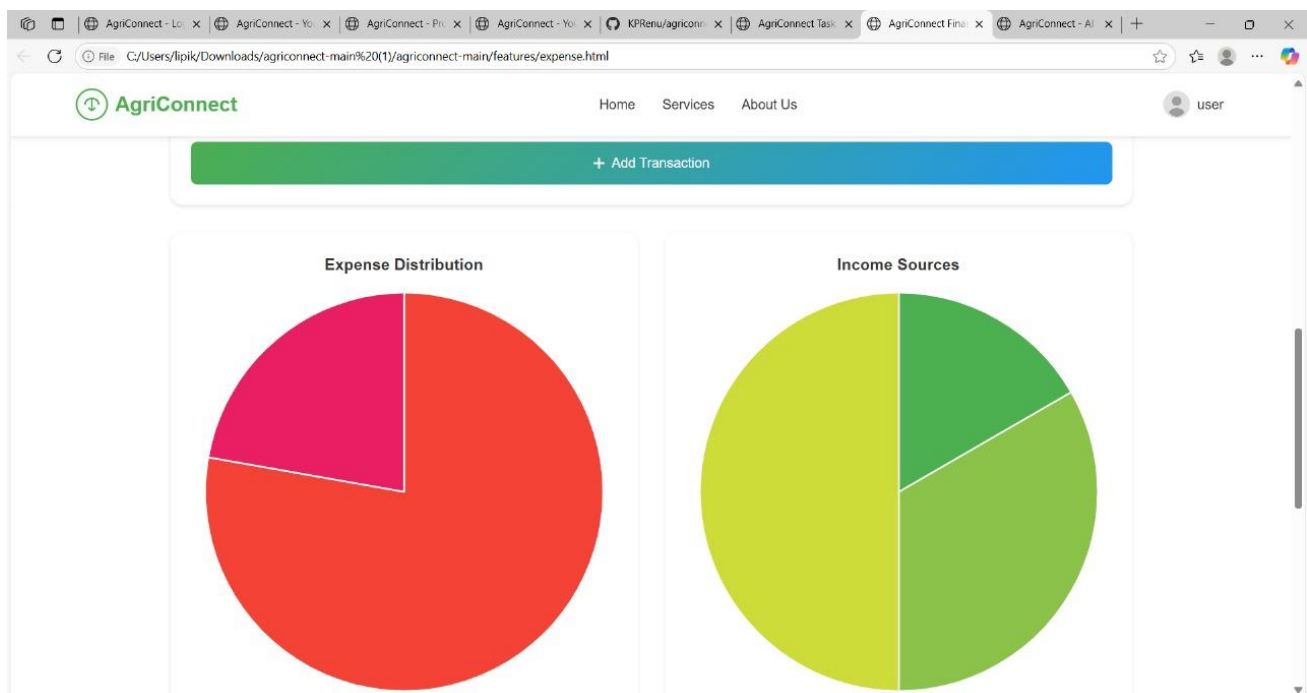 AgriConnect - Lo
AgriConnect - Yo
AgriConnect - Pr
AgriConnect - Yo
KPRenu/agriconn
AgriConnect Task
AgriConnect Fina
AgriConnect - AI
File C:/Users/lipik/Downloads/agriconnect-main%20(1)/agriconnect-main/features/expense.html
AgriConnect Home Services About Us user
+ Add Transaction
Expense Distribution
Income Sources